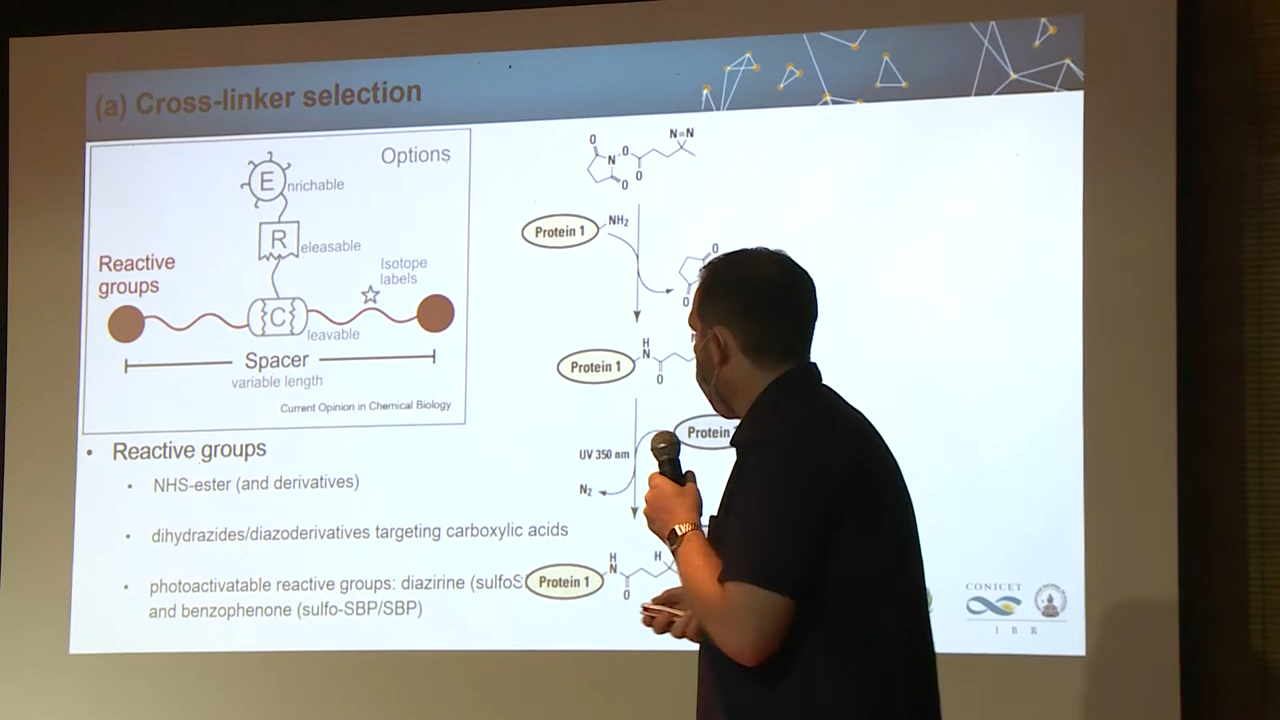 (a) Cross-linker selection
Options
E
nrichable
R
eleasable
Reactive
groups
Isotope
labels
C
leavable
Spacer
variable length
Current Opinion in Chemical Biology
• Reactive groups
• NHS-ester (and derivatives)
• dihydrazides/diazoderivatives targeting carboxylic acids
• photoactivatable reactive groups: diazirine (sulfoS
and benzophenone (sulfo-SBP/SBP)
N=N
O
O
N
O
O
Protein 1
NH₂
O
O
Protein 1
H
N
O
UV 350 nm
Protein
N₂
Protein 1
H
N
H
O
CONICET
I B R